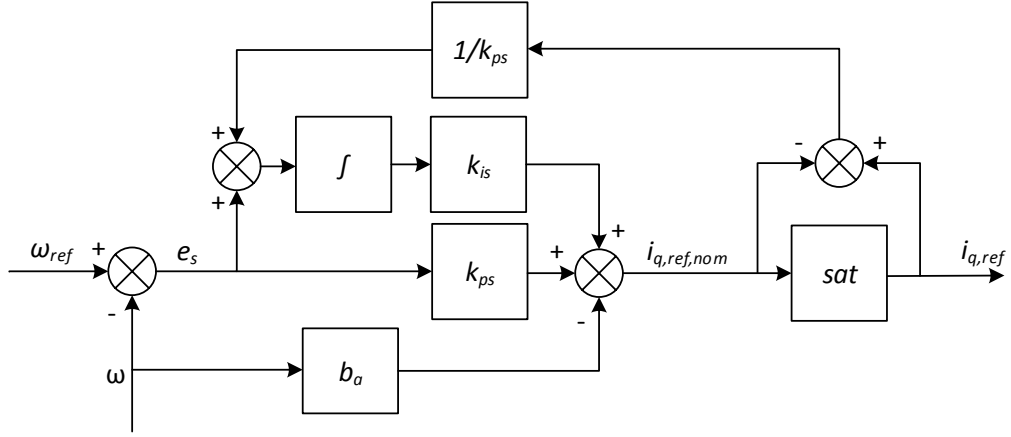 1/kps
+
-
+
∫
kis
+
+
ωref
+
es
kps
+
iq,ref,nom
sat
iq,ref
-
-
ω
ba